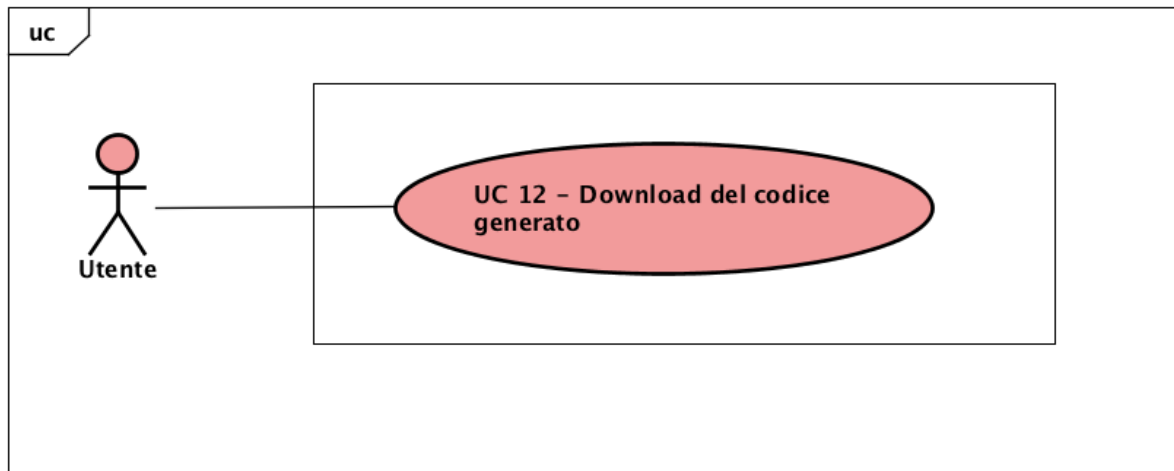 uc
UC 12 – Download del codice
generato
Utente